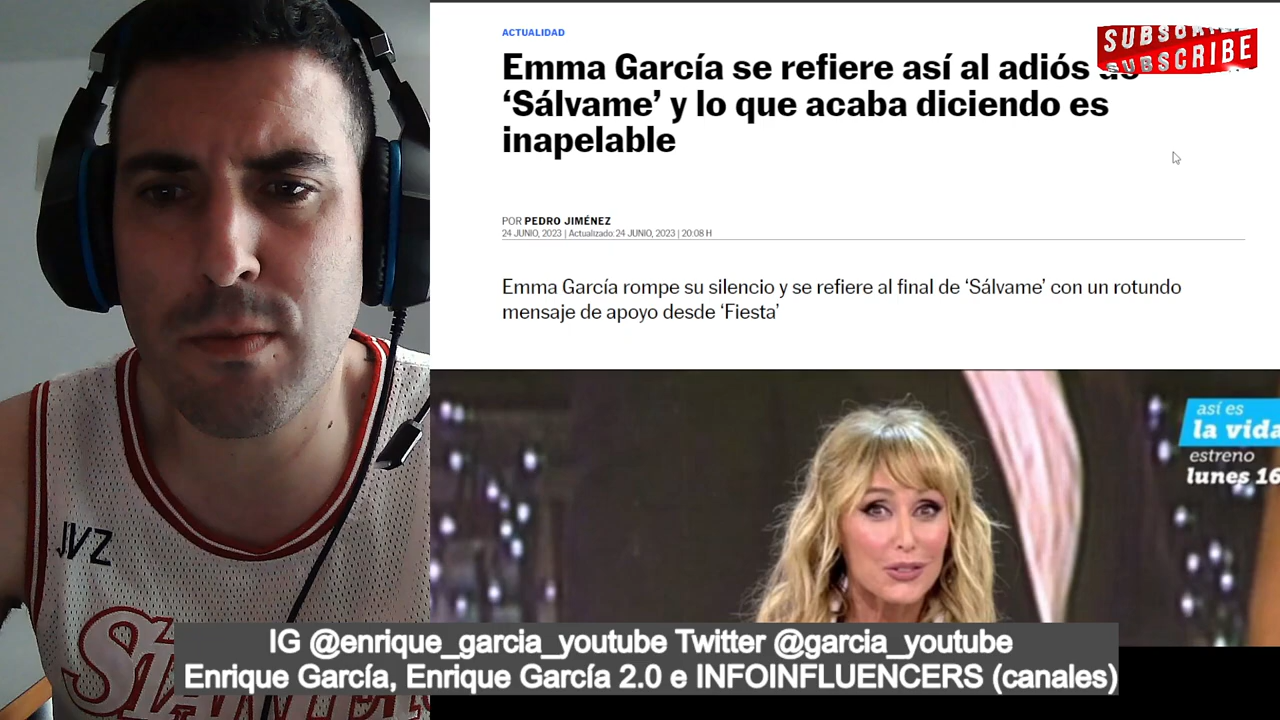 ACTUALIDAD
SUBSCRIBE
SUBSCRIBE
Emma García se refiere así al adiós de
‘Sálvame’ y lo que acaba diciendo es
inapelable
POR PEDRO JIMÉNEZ
24 JUNIO, 2023 | Actualizado: 24 JUNIO, 2023 | 20:08 H
Emma García rompe su silencio y se refiere al final de ‘Sálvame’ con un rotundo
mensaje de apoyo desde ‘Fiesta’
así es
la vida
estreno
lunes 16
JVZ
IG @enrique_garcia_youtube Twitter @garcia_youtube
Enrique García, Enrique García 2.0 e INFOINFLUENCERS (canales)